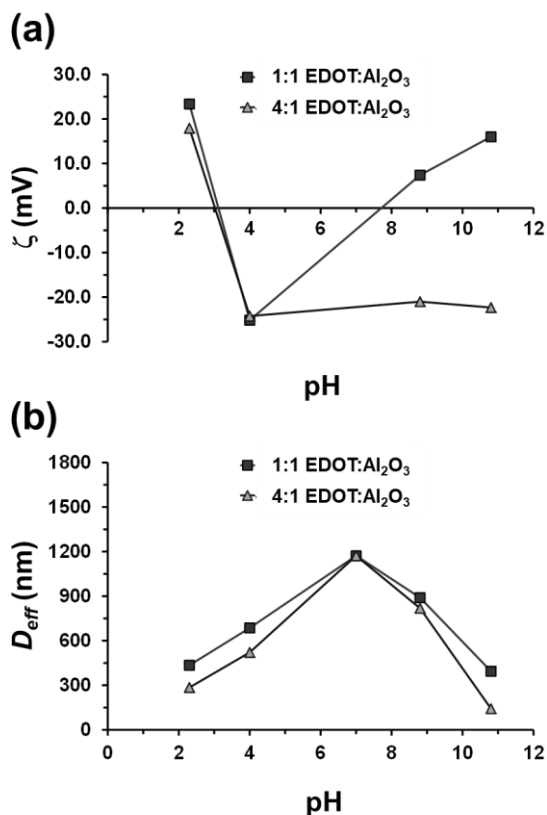 (a)
30.0
20.0
10.0
0.0
-10.0
-20.0
-30.0
ζ (mV)
1:1 EDOT:Al₂O₃
4:1 EDOT:Al₂O₃
2 4 6 8 10 12
pH
(b)
1800
1500
1200
900
600
300
0
D_eff (nm)
1:1 EDOT:Al₂O₃
4:1 EDOT:Al₂O₃
0 2 4 6 8 10 12
pH